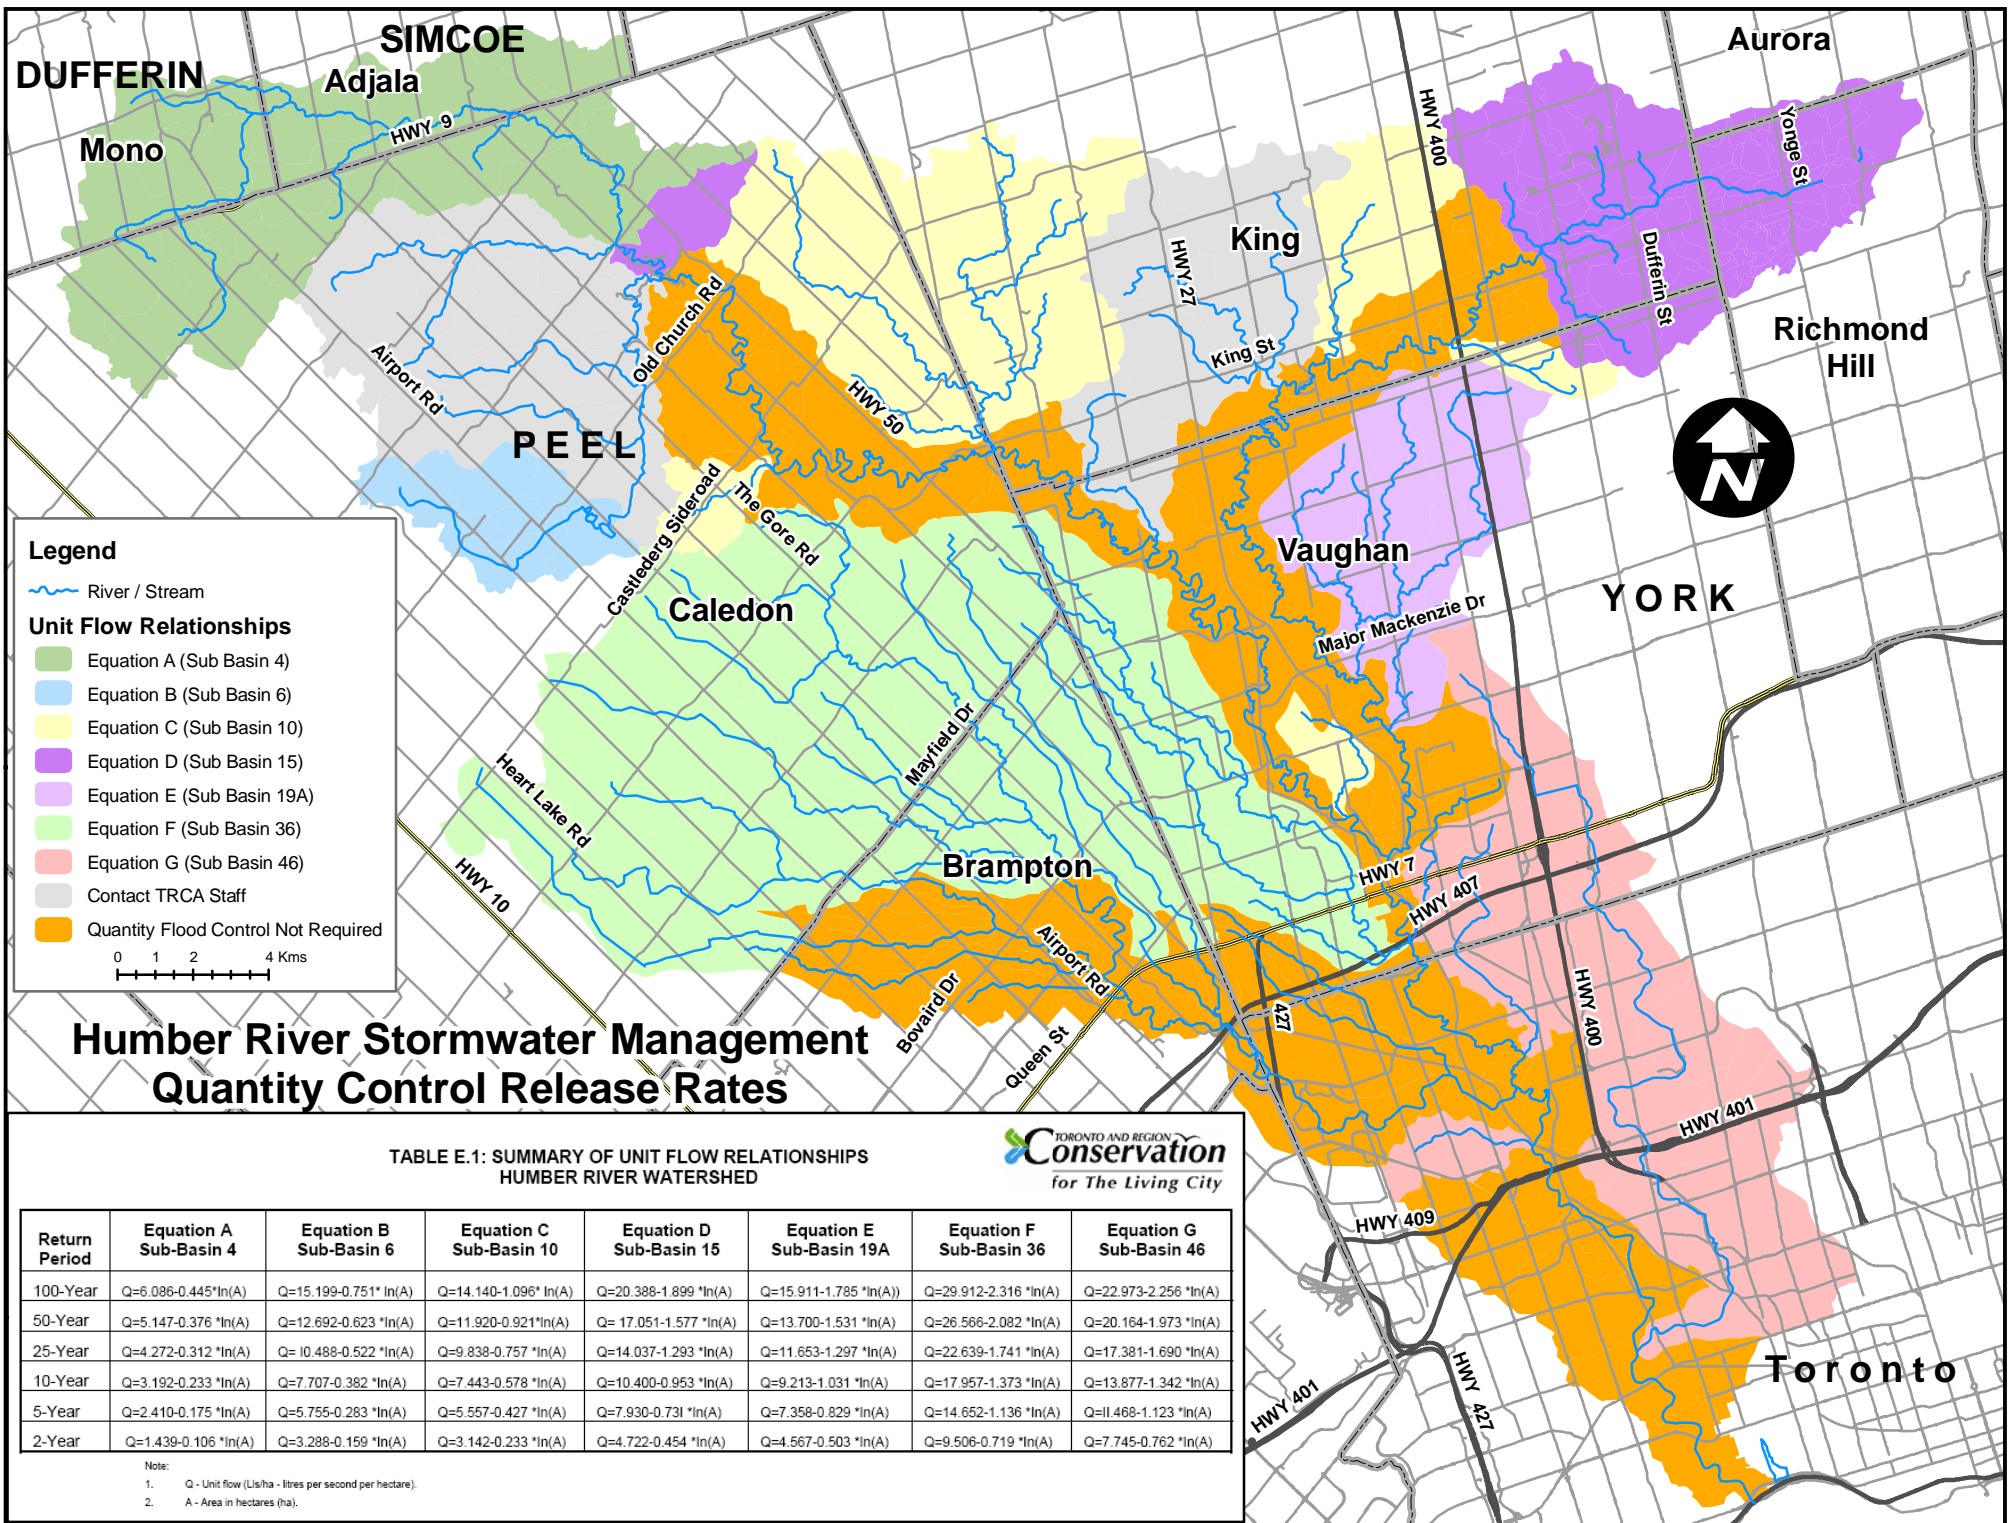 SIMCOE
Aurora
DUFFERIN
Adjala
HWY 9
Mono
HWY 400
Yonge St
King
HWY 27
Dufferin St
Old Church Rd
Richmond
Hill
King St
Airport Rd
HWY 50
PEEL
Castlederg Sideroad
The Gore Rd
Vaughan
YORK
Caledon
Major Mackenzie Dr
Mayfield Dr
Heart Lake Rd
HWY 10
Brampton
HWY 7
HWY 407
Airport Rd
Bovaird Dr
Queen St
427
HWY 400
HWY 401
HWY 409
HWY 401
HWY 427
Toronto
N
Legend
River / Stream
Unit Flow Relationships
Equation A (Sub Basin 4)
Equation B (Sub Basin 6)
Equation C (Sub Basin 10)
Equation D (Sub Basin 15)
Equation E (Sub Basin 19A)
Equation F (Sub Basin 36)
Equation G (Sub Basin 46)
Contact TRCA Staff
Quantity Flood Control Not Required
0 1 2 4 Kms
Humber River Stormwater Management
Quantity Control Release Rates
TABLE E.1: SUMMARY OF UNIT FLOW RELATIONSHIPS
HUMBER RIVER WATERSHED
TORONTO AND REGION
Conservation
for The Living City
Return Period Equation A Sub-Basin 4 Equation B Sub-Basin 6 Equation C Sub-Basin 10 Equation D Sub-Basin 15 Equation E Sub-Basin 19A Equation F Sub-Basin 36 Equation G Sub-Basin 46
100-Year Q=6.086-0.445*ln(A) Q=15.199-0.751* ln(A) Q=14.140-1.096* ln(A) Q=20.388-1.899 *ln(A) Q=15.911-1.785 *ln(A)) Q=29.912-2.316 *ln(A) Q=22.973-2.256 *ln(A)
50-Year Q=5.147-0.376 *ln(A) Q=12.692-0.623 *ln(A) Q=11.920-0.921*ln(A) Q= 17.051-1.577 *ln(A) Q=13.700-1.531 *ln(A) Q=26.566-2.082 *ln(A) Q=20.164-1.973 *ln(A)
25-Year Q=4.272-0.312 *ln(A) Q= l0.488-0.522 *ln(A) Q=9.838-0.757 *ln(A) Q=14.037-1.293 *ln(A) Q=11.653-1.297 *ln(A) Q=22.639-1.741 *ln(A) Q=17.381-1.690 *ln(A)
10-Year Q=3.192-0.233 *ln(A) Q=7.707-0.382 *ln(A) Q=7.443-0.578 *ln(A) Q=10.400-0.953 *ln(A) Q=9.213-1.031 *ln(A) Q=17.957-1.373 *ln(A) Q=13.877-1.342 *ln(A)
5-Year Q=2.410-0.175 *ln(A) Q=5.755-0.283 *ln(A) Q=5.557-0.427 *ln(A) Q=7.930-0.73l *ln(A) Q=7.358-0.829 *ln(A) Q=14.652-1.136 *ln(A) Q=ll.468-1.123 *ln(A)
2-Year Q=1.439-0.106 *ln(A) Q=3.288-0.159 *ln(A) Q=3.142-0.233 *ln(A) Q=4.722-0.454 *ln(A) Q=4.567-0.503 *ln(A) Q=9.506-0.719 *ln(A) Q=7.745-0.762 *ln(A)
Note:
1. Q - Unit flow (L/s/ha - litres per second per hectare).
2. A - Area in hectares (ha).